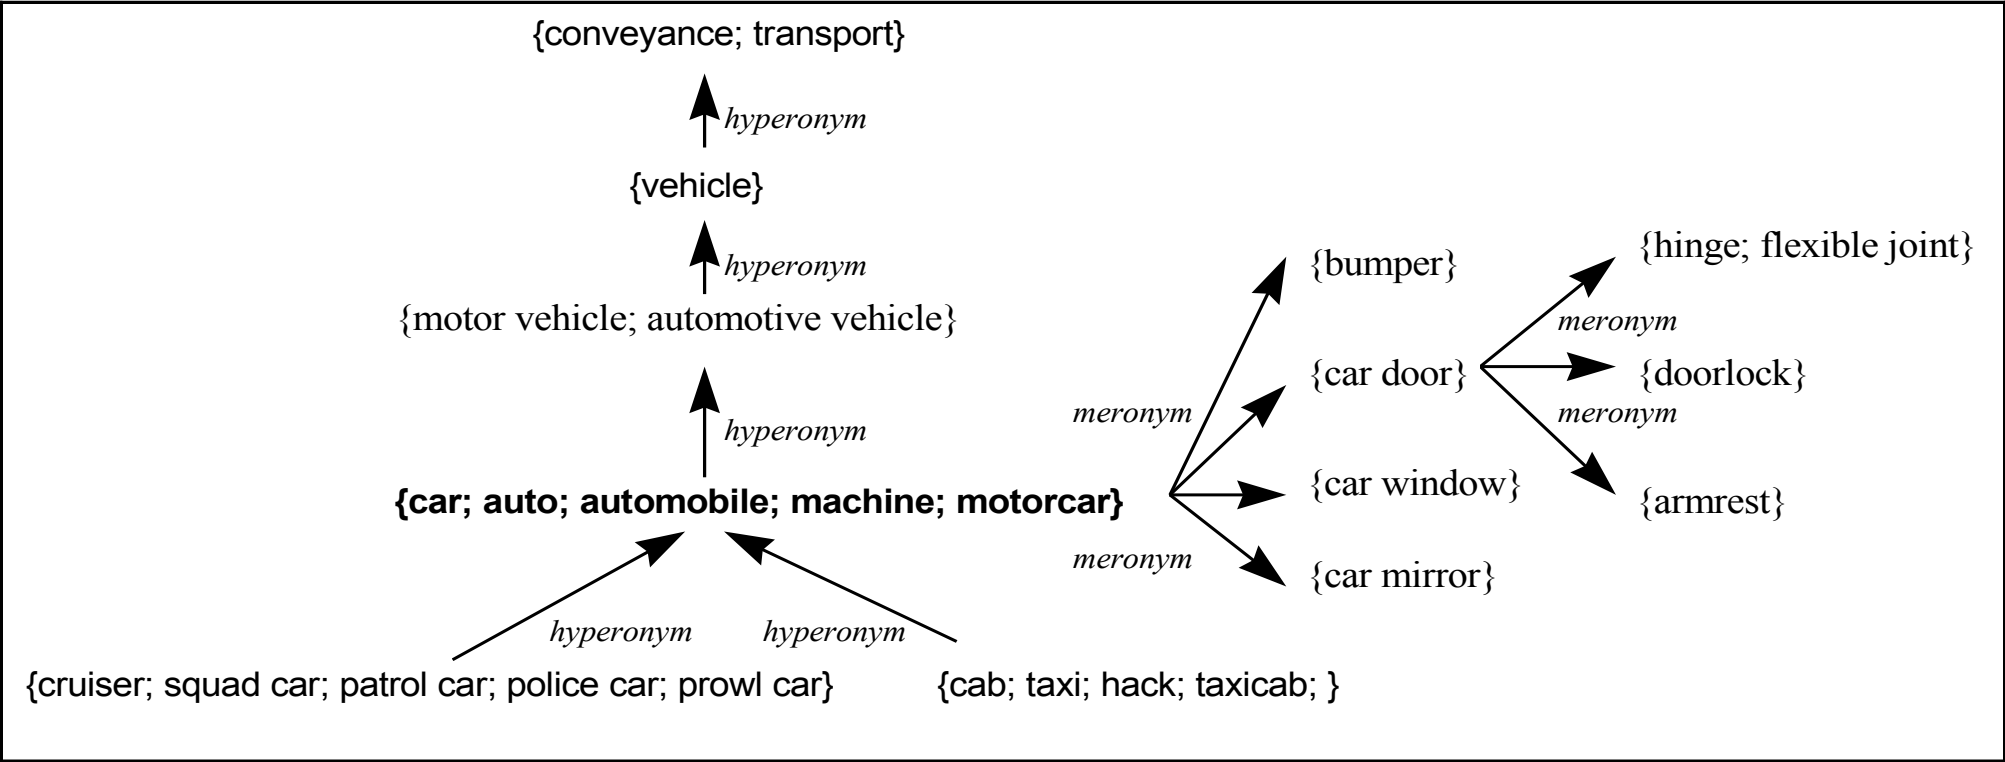 {conveyance; transport}
hyperonym
{vehicle}
hyperonym
{motor vehicle; automotive vehicle}
hyperonym
{car; auto; automobile; machine; motorcar}
hyperonym
hyperonym
{cruiser; squad car; patrol car; police car; prowl car}
{cab; taxi; hack; taxicab; }
meronym
meronym
{bumper}
{car door}
{car window}
{car mirror}
meronym
meronym
{hinge; flexible joint}
{doorlock}
{armrest}